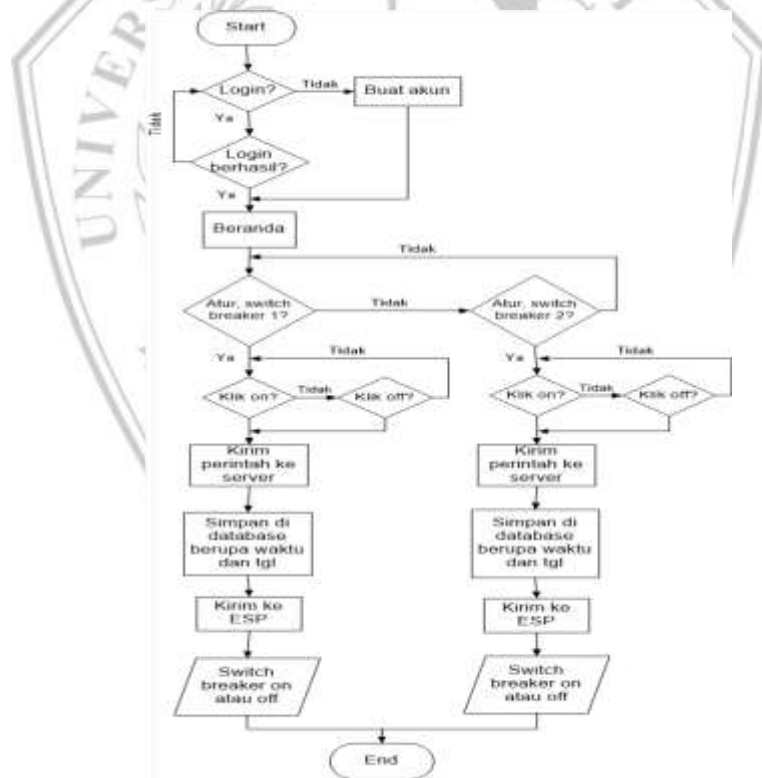 Start
Login?
Tidak
Buat akun
Ya
Tidak
Login
berhasil?
Ya
Beranda
Tidak
Atur, switch
breaker 1?
Tidak
Atur, switch
breaker 2?
Ya
Tidak
Ya
Tidak
Klik on?
Tidak
Klik off?
Klik on?
Tidak
Klik off?
Kirim
perintah ke
server
Kirim
perintah ke
server
Simpan di
database
berupa waktu
dan tgl
Simpan di
database
berupa waktu
dan tgl
Kirim ke
ESP
Kirim ke
ESP
Switch
breaker on
atau off
Switch
breaker on
atau off
End